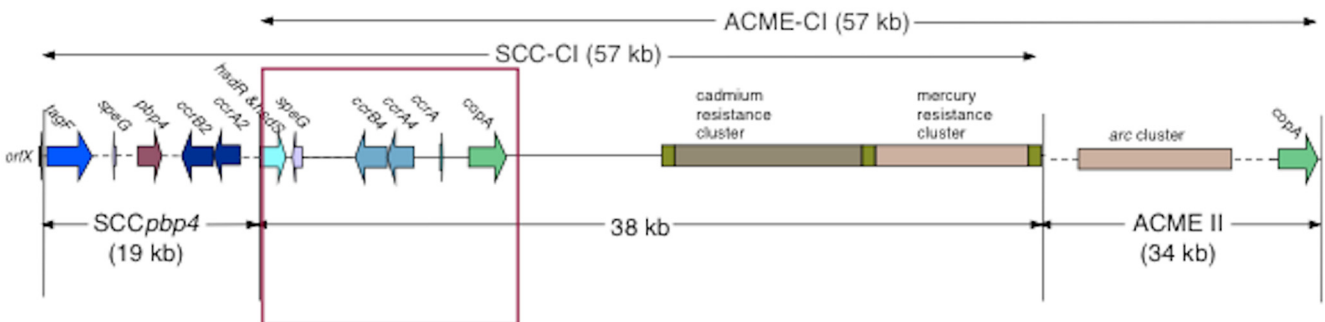 ACME-CI (57 kb)
SCC-CI (57 kb)
tagF
speG
pbp4
ccrB2
ccrA2
hsdR & hsdS
speG
ccrB4
ccrA4
ccrA
copA
cadmium
resistance
cluster
mercury
resistance
cluster
arc cluster
copA
orfX
SCCpbp4
(19 kb)
38 kb
ACME II
(34 kb)